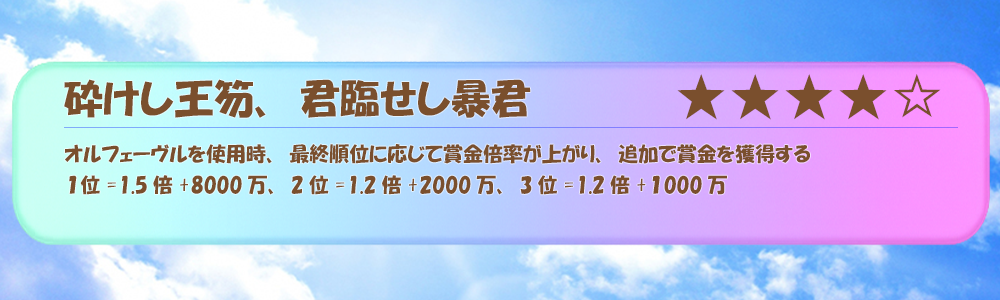 砕けし王笏、君臨せし暴君 ★★★★☆
オルフェーヴルを使用時、最終順位に応じて賞金倍率が上がり、追加で賞金を獲得する
1位=1.5倍+8000万、2位=1.2倍+2000万、3位=1.2倍+1000万